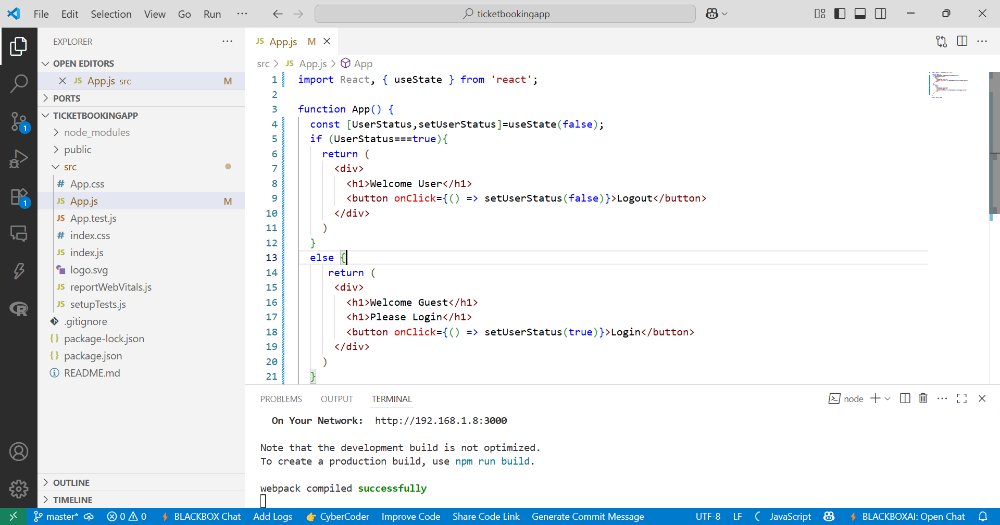 File Edit Selection View Go Run ··· ticketbookingapp
EXPLORER ···
OPEN EDITORS
JS App.js src M
PORTS
TICKETBOOKINGAPP
node_modules
public
src
# App.css
JS App.js M
JS App.test.js
# index.css
JS index.js
logo.svg
JS reportWebVitals.js
JS setupTests.js
.gitignore
{} package-lock.json
{} package.json
README.md
OUTLINE
TIMELINE
1
1
JS App.js M
src > JS App.js > App
1 import React, { useState } from 'react';
2
3 function App() {
4 const [UserStatus,setUserStatus]=useState(false);
5 if (UserStatus===true){
6 return (
7 <div>
8 <h1>Welcome User</h1>
9 <button onClick={() => setUserStatus(false)}>Logout</button>
10 </div>
11 )
12 }
13 else {
14 return (
15 <div>
16 <h1>Welcome Guest</h1>
17 <h1>Please Login</h1>
18 <button onClick={() => setUserStatus(true)}>Login</button>
19 </div>
20 )
21 }
PROBLEMS OUTPUT TERMINAL node
On Your Network: http://192.168.1.8:3000
Note that the development build is not optimized.
To create a production build, use npm run build.
webpack compiled successfully
master* 0 0 BLACKBOX Chat Add Logs CyberCoder Improve Code Share Code Link Generate Commit Message UTF-8 LF JavaScript BLACKBOXAI: Open Chat